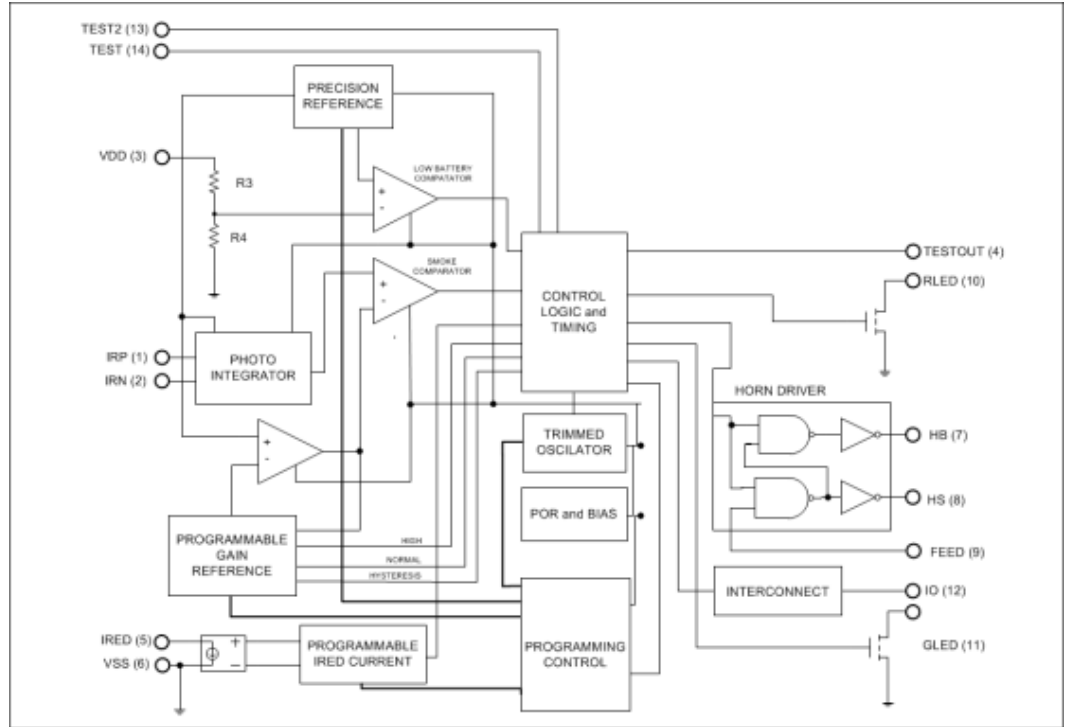 TEST2 (13)
TEST (14)
PRECISION
REFERENCE
VDD (3)
R3
R4
LOW BATTERY
COMPATATOR
+
-
SMOKE
COMPARATOR
+
-
CONTROL
LOGIC and
TIMING
TESTOUT (4)
RLED (10)
IRP (1)
IRN (2)
PHOTO
INTEGRATOR
HORN DRIVER
+
-
TRIMMED
OSCILATOR
HB (7)
HS (8)
POR and BIAS
PROGRAMMABLE
GAIN
REFERENCE
HIGH
NORMAL
HYSTERESIS
FEED (9)
INTERCONNECT
IO (12)
IRED (5)
VSS (6)
+
-
PROGRAMMABLE
IRED CURRENT
PROGRAMMING
CONTROL
GLED (11)